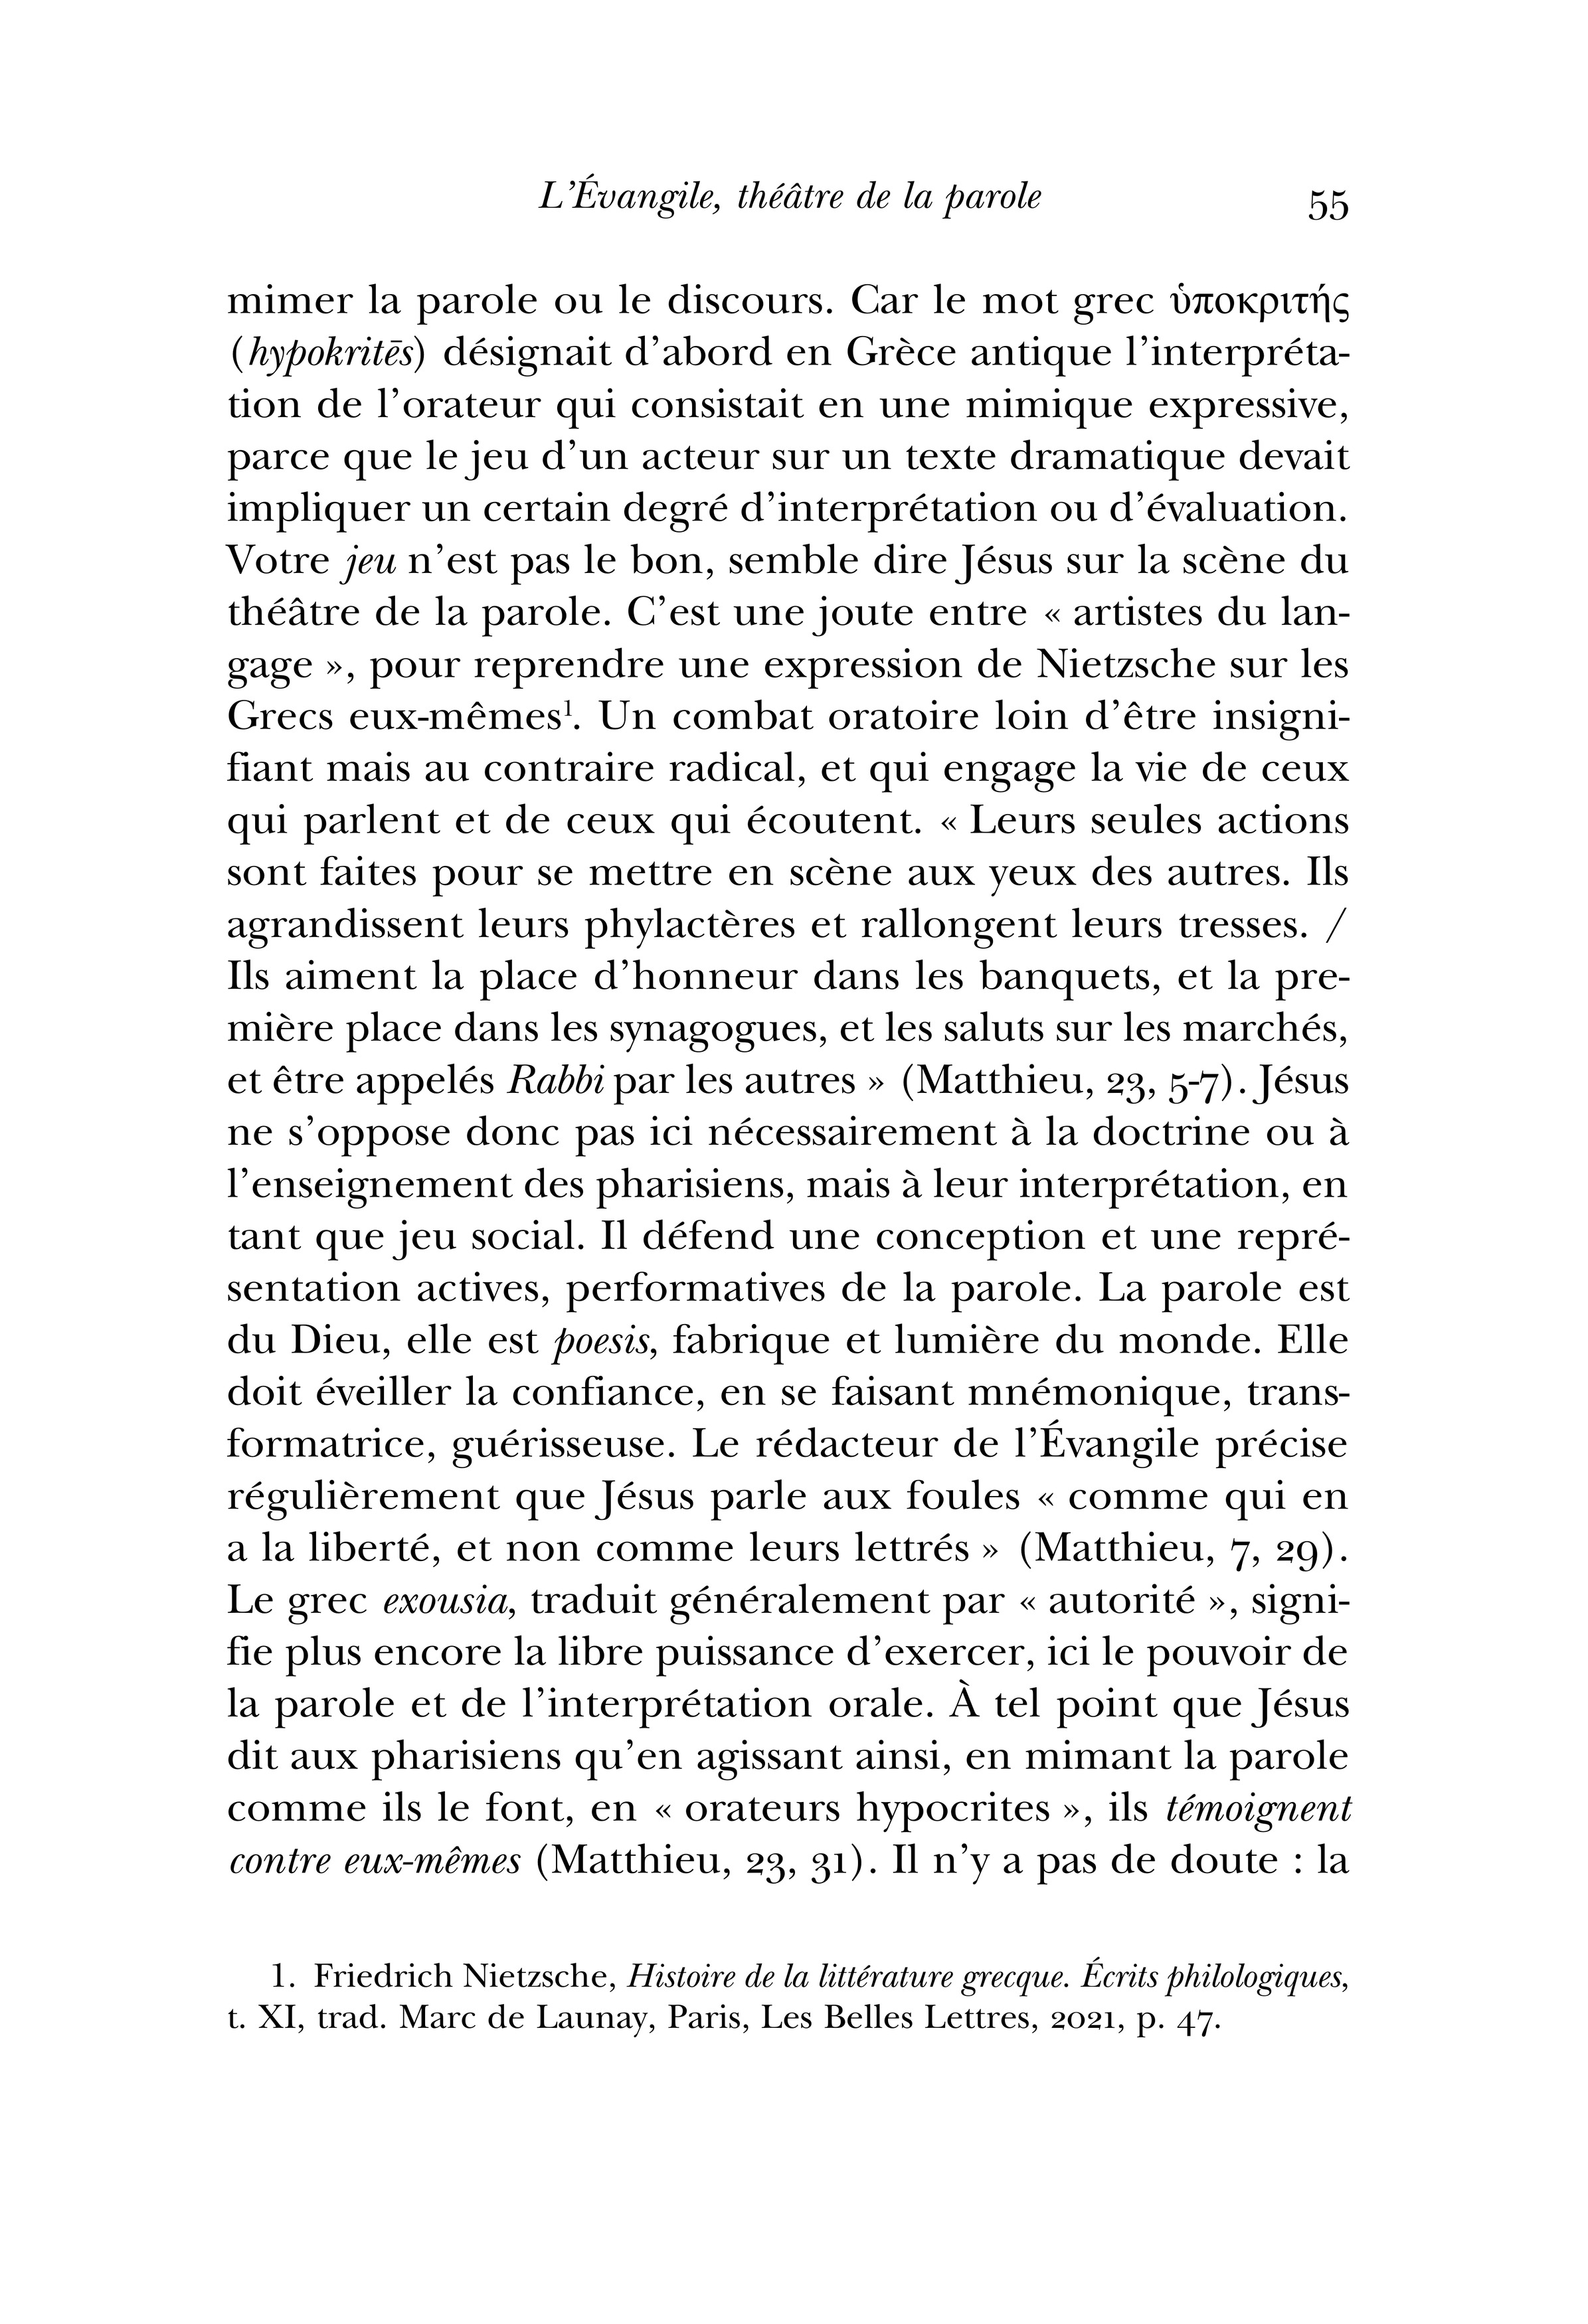 L’Évangile, théâtre de la parole 55
mimer la parole ou le discours. Car le mot grec ὑποκριτής
(hypokritēs) désignait d’abord en Grèce antique l’interpréta-
tion de l’orateur qui consistait en une mimique expressive,
parce que le jeu d’un acteur sur un texte dramatique devait
impliquer un certain degré d’interprétation ou d’évaluation.
Votre jeu n’est pas le bon, semble dire Jésus sur la scène du
théâtre de la parole. C’est une joute entre « artistes du lan-
gage », pour reprendre une expression de Nietzsche sur les
Grecs eux-mêmes¹. Un combat oratoire loin d’être insigni-
fiant mais au contraire radical, et qui engage la vie de ceux
qui parlent et de ceux qui écoutent. « Leurs seules actions
sont faites pour se mettre en scène aux yeux des autres. Ils
agrandissent leurs phylactères et rallongent leurs tresses. /
Ils aiment la place d’honneur dans les banquets, et la pre-
mière place dans les synagogues, et les saluts sur les marchés,
et être appelés Rabbi par les autres » (Matthieu, 23, 5-7). Jésus
ne s’oppose donc pas ici nécessairement à la doctrine ou à
l’enseignement des pharisiens, mais à leur interprétation, en
tant que jeu social. Il défend une conception et une repré-
sentation actives, performatives de la parole. La parole est
du Dieu, elle est poesis, fabrique et lumière du monde. Elle
doit éveiller la confiance, en se faisant mnémonique, trans-
formatrice, guérisseuse. Le rédacteur de l’Évangile précise
régulièrement que Jésus parle aux foules « comme qui en
a la liberté, et non comme leurs lettrés » (Matthieu, 7, 29).
Le grec exousia, traduit généralement par « autorité », signi-
fie plus encore la libre puissance d’exercer, ici le pouvoir de
la parole et de l’interprétation orale. À tel point que Jésus
dit aux pharisiens qu’en agissant ainsi, en mimant la parole
comme ils le font, en « orateurs hypocrites », ils témoignent
contre eux-mêmes (Matthieu, 23, 31). Il n’y a pas de doute : la
1. Friedrich Nietzsche, Histoire de la littérature grecque. Écrits philologiques,
t. XI, trad. Marc de Launay, Paris, Les Belles Lettres, 2021, p. 47.